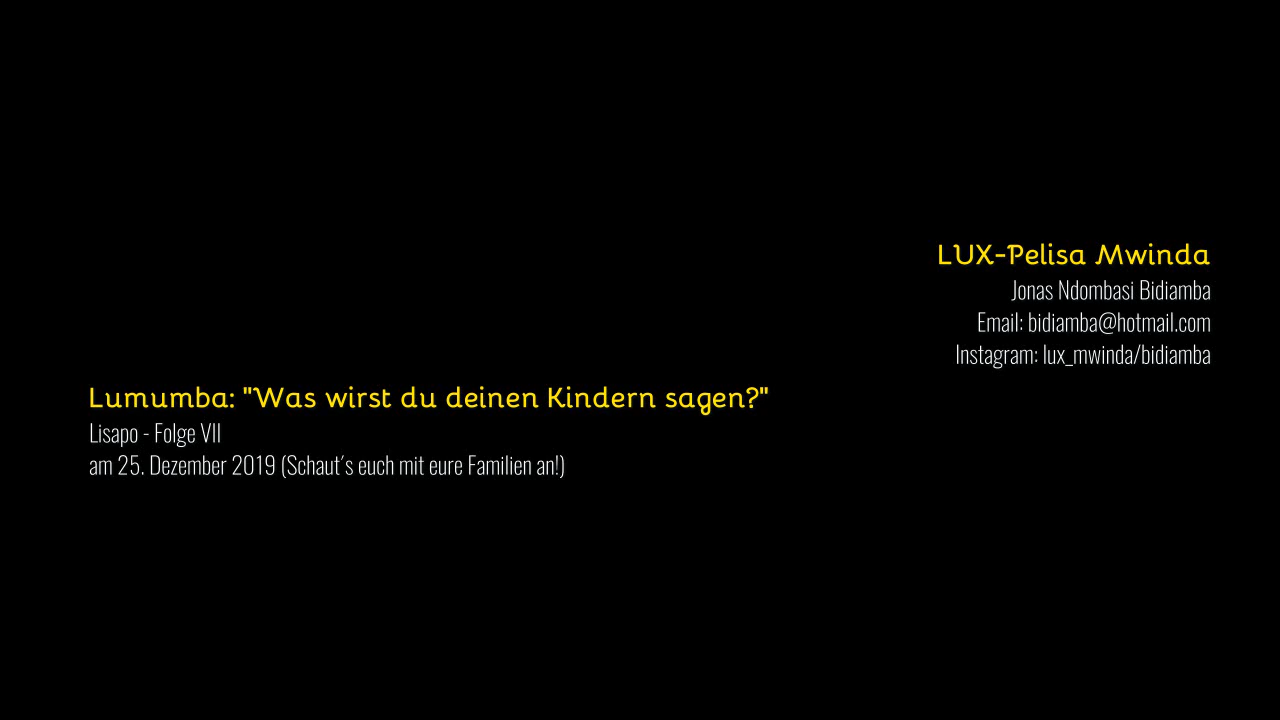 LUX-Pelisa Mwinda
Jonas Ndombasi Bidiamba
Email: bidiamba@hotmail.com
Instagram: lux_mwinda/bidiamba
Lumumba: "Was wirst du deinen Kindern sagen?"
Lisapo - Folge VII
am 25. Dezember 2019 (Schaut´s euch mit eure Familien an!)